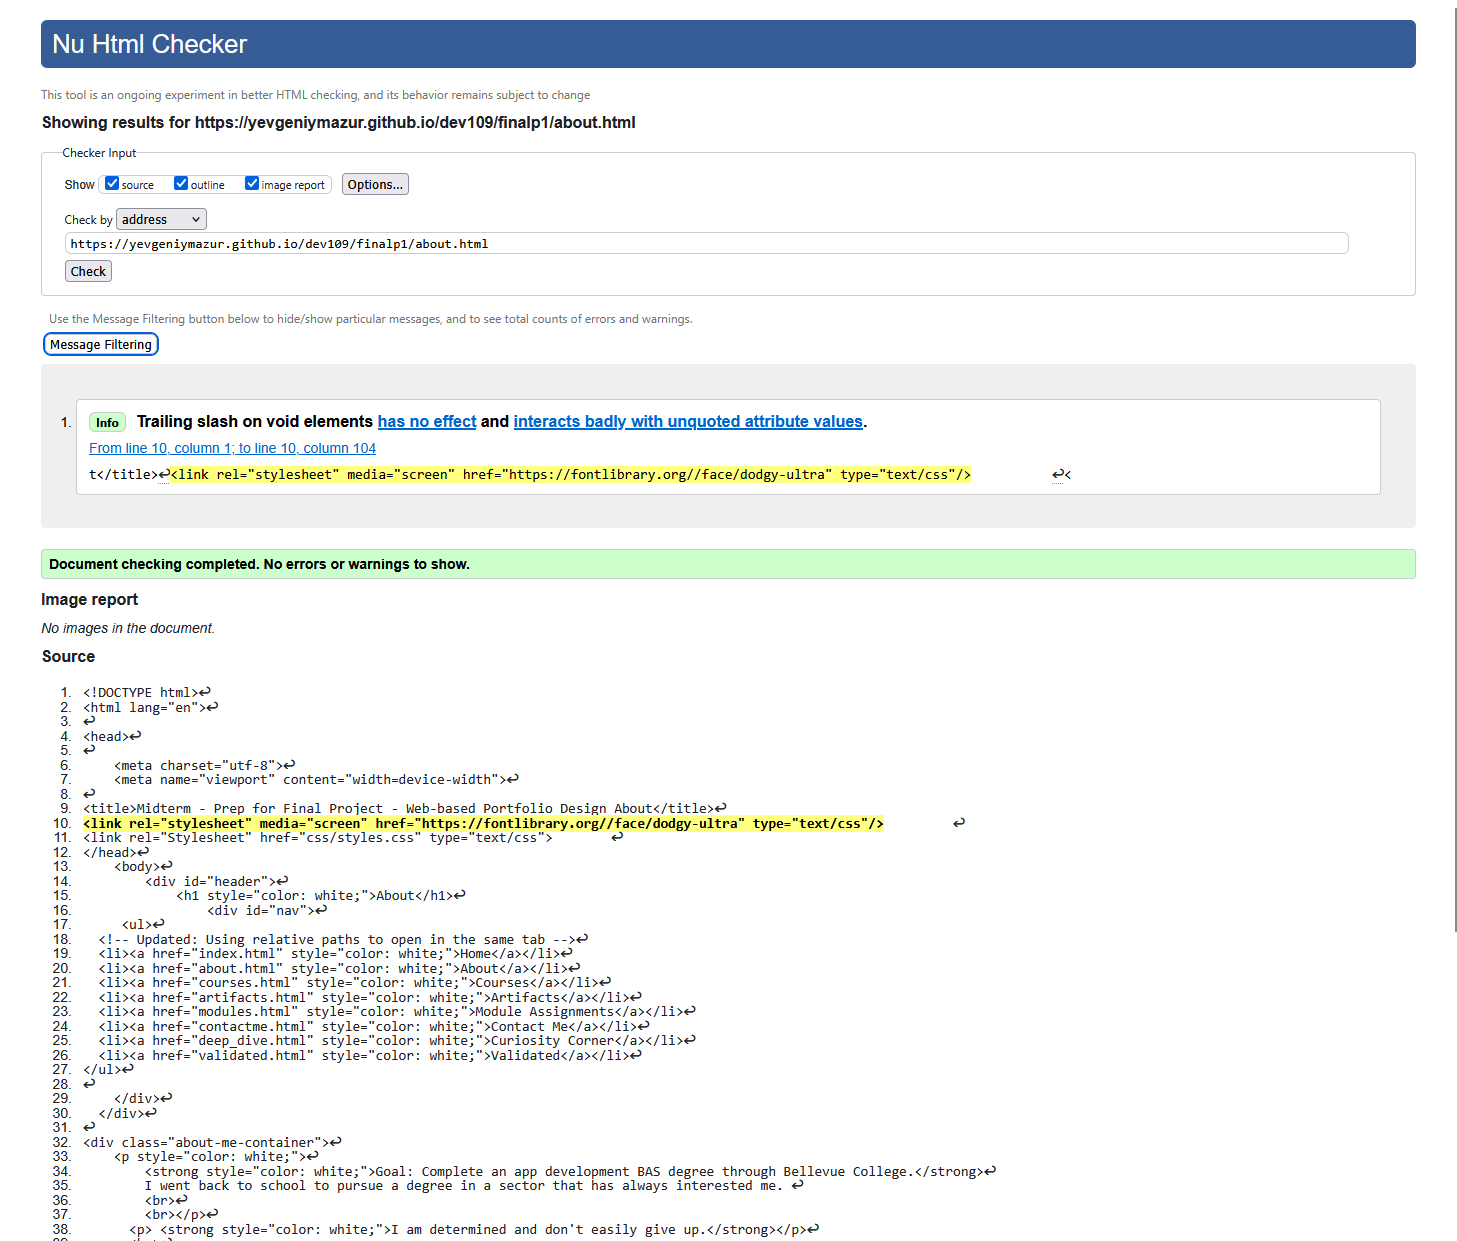 Nu Html Checker
This tool is an ongoing experiment in better HTML checking, and its behavior remains subject to change
Showing results for https://yevgeniymazur.github.io/dev109/finalp1/about.html
Checker Input
Show source outline image report Options...
Check by address
https://yevgeniymazur.github.io/dev109/finalp1/about.html
Check
Use the Message Filtering button below to hide/show particular messages, and to see total counts of errors and warnings.
Message Filtering
1. Info Trailing slash on void elements has no effect and interacts badly with unquoted attribute values.
From line 10, column 1; to line 10, column 104
t</title>↩<link rel="stylesheet" media="screen" href="https://fontlibrary.org//face/dodgy-ultra" type="text/css"/> ↩<
Document checking completed. No errors or warnings to show.
Image report
No images in the document.
Source
1. <!DOCTYPE html>↩
2. <html lang="en">↩
3. ↩
4. <head>↩
5. ↩
6. <meta charset="utf-8">↩
7. <meta name="viewport" content="width=device-width">↩
8. ↩
9. <title>Midterm - Prep for Final Project - Web-based Portfolio Design About</title>↩
10. <link rel="stylesheet" media="screen" href="https://fontlibrary.org//face/dodgy-ultra" type="text/css"/> ↩
11. <link rel="Stylesheet" href="css/styles.css" type="text/css"> ↩
12. </head>↩
13. <body>↩
14. <div id="header">↩
15. <h1 style="color: white;">About</h1>↩
16. <div id="nav">↩
17. <ul>↩
18. <!-- Updated: Using relative paths to open in the same tab -->↩
19. <li><a href="index.html" style="color: white;">Home</a></li>↩
20. <li><a href="about.html" style="color: white;">About</a></li>↩
21. <li><a href="courses.html" style="color: white;">Courses</a></li>↩
22. <li><a href="artifacts.html" style="color: white;">Artifacts</a></li>↩
23. <li><a href="modules.html" style="color: white;">Module Assignments</a></li>↩
24. <li><a href="contactme.html" style="color: white;">Contact Me</a></li>↩
25. <li><a href="deep_dive.html" style="color: white;">Curiosity Corner</a></li>↩
26. <li><a href="validated.html" style="color: white;">Validated</a></li>↩
27. </ul>↩
28. ↩
29. </div>↩
30. </div>↩
31. ↩
32. <div class="about-me-container">↩
33. <p style="color: white;">↩
34. <strong style="color: white;">Goal: Complete an app development BAS degree through Bellevue College.</strong>↩
35. I went back to school to pursue a degree in a sector that has always interested me. ↩
36. <br>↩
37. <br></p>↩
38. <p> <strong style="color: white;">I am determined and don't easily give up.</strong></p>↩